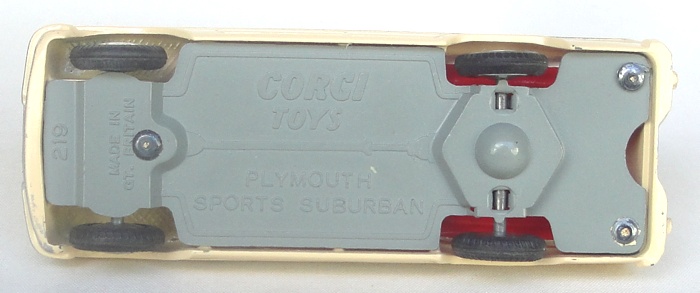 219
MADE IN
GT. BRITAIN
CORGI
TOYS
PLYMOUTH
SPORTS SUBURBAN